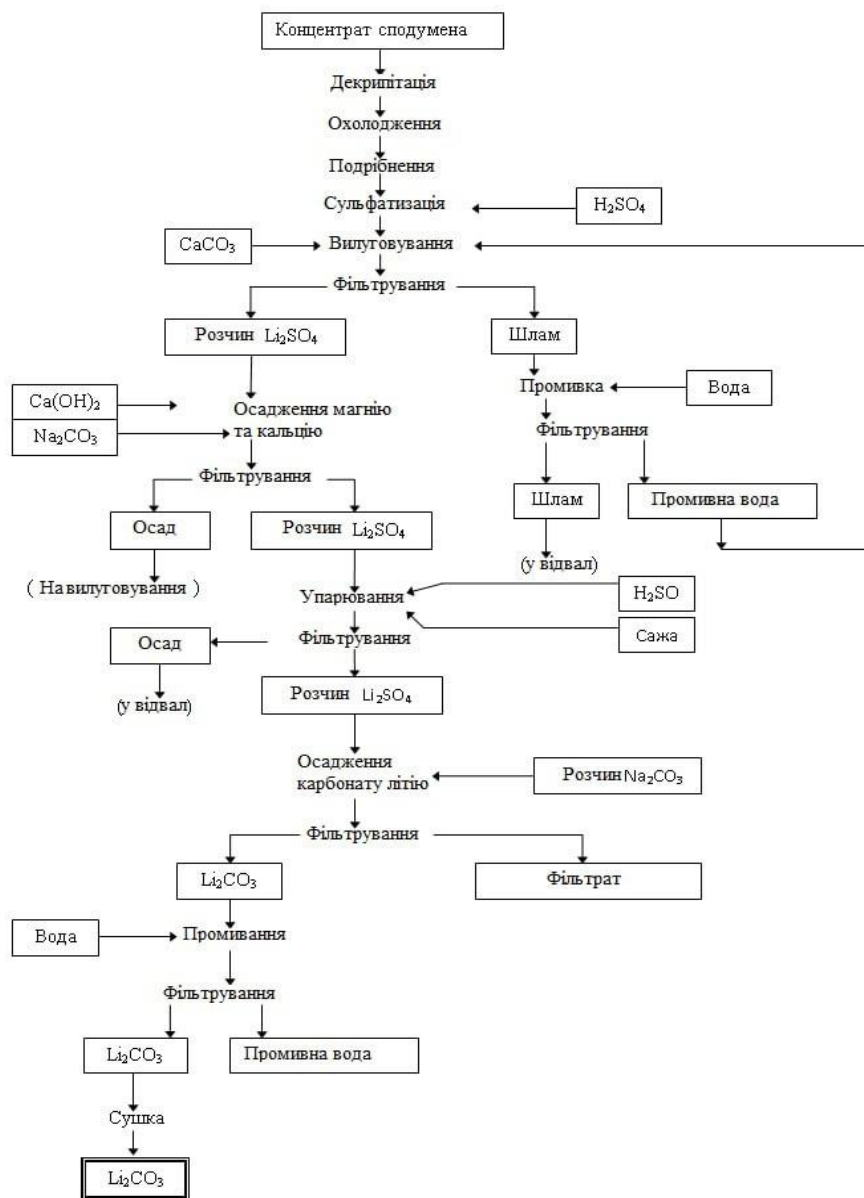 Концентрат сподумена
Декрипітація
Охолодження
Подрібнення
Сульфатизація
H₂SO₄
CaCO₃
Вилуговування
Фільтрування
Розчин Li₂SO₄
Шлам
Промивка
Вода
Ca(OH)₂
Осадження магнію
та кальцію
Na₂CO₃
Фільтрування
Фільтрування
Осад
Розчин Li₂SO₄
Шлам
Промивна вода
( На вилуговування )
(у відвал)
Упарювання
H₂SO
Сажа
Осад
Фільтрування
Розчин Li₂SO₄
(у відвал)
Осадження
карбонату літію
Розчин Na₂CO₃
Фільтрування
Li₂CO₃
Фільтрат
Вода
Промивання
Фільтрування
Li₂CO₃
Промивна вода
Сушка
Li₂CO₃